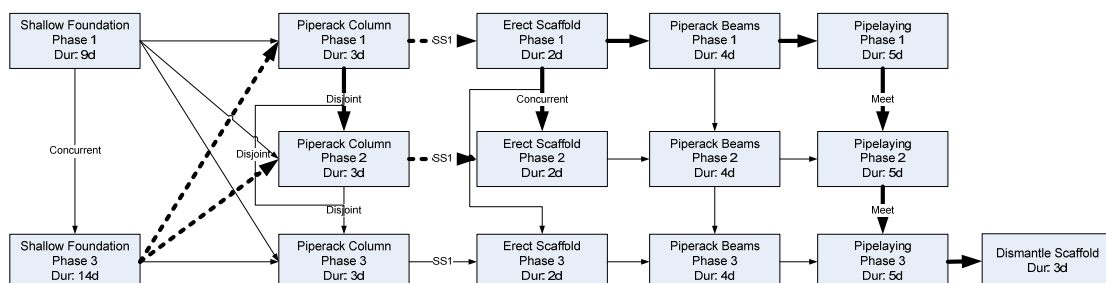 Shallow Foundation
Phase 1
Dur: 9d
Piperack Column
Phase 1
Dur: 3d
SS1
Erect Scaffold
Phase 1
Dur: 2d
Piperack Beams
Phase 1
Dur: 4d
Pipelaying
Phase 1
Dur: 5d
Disjoint
Concurrent
Meet
Concurrent
Disjoint
Piperack Column
Phase 2
Dur: 3d
SS1
Erect Scaffold
Phase 2
Dur: 2d
Piperack Beams
Phase 2
Dur: 4d
Pipelaying
Phase 2
Dur: 5d
Disjoint
Meet
Shallow Foundation
Phase 3
Dur: 14d
Piperack Column
Phase 3
Dur: 3d
SS1
Erect Scaffold
Phase 3
Dur: 2d
Piperack Beams
Phase 3
Dur: 4d
Pipelaying
Phase 3
Dur: 5d
Dismantle Scaffold
Dur: 3d